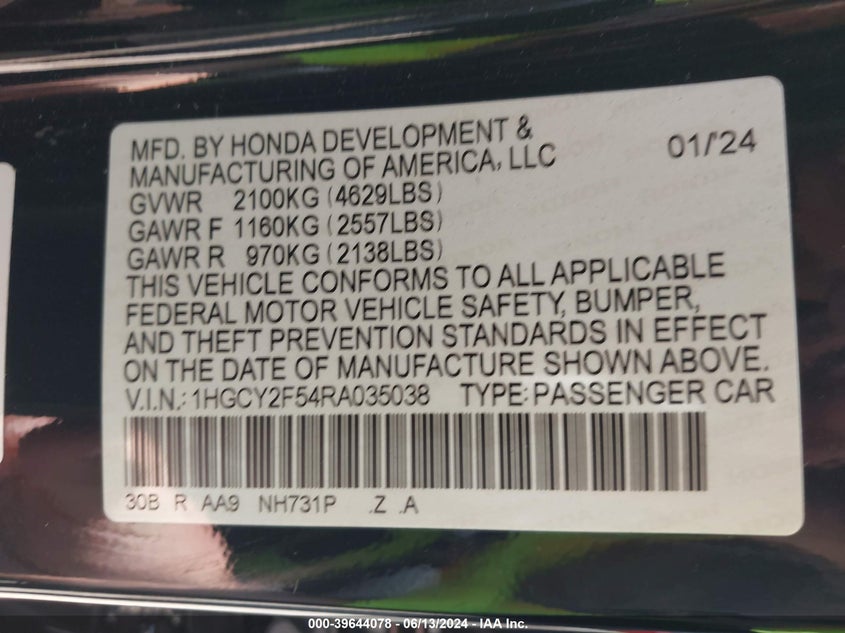 MFD. BY HONDA DEVELOPMENT &
MANUFACTURING OF AMERICA, LLC 01/'24
GVWR 2100KG (4629LBS)
GAWR F 1160KG (2557LBS)
GAWR R 970KG (2138LBS)
THIS VEHICLE CONFORMS TO ALL APPLICABLE
FEDERAL MOTOR VEHICLE SAFETY, BUMPER,
AND THEFT PREVENTION STANDARDS IN EFFECT
ON THE DATE OF MANUFACTURE SHOWN ABOVE.
V.I.N.: 1HGCY2F54RA035038 TYPE: PASSENGER CAR
30B R AA9 NH731P .Z .A
000-39644078 - 06/13/2024 - IAA Inc.